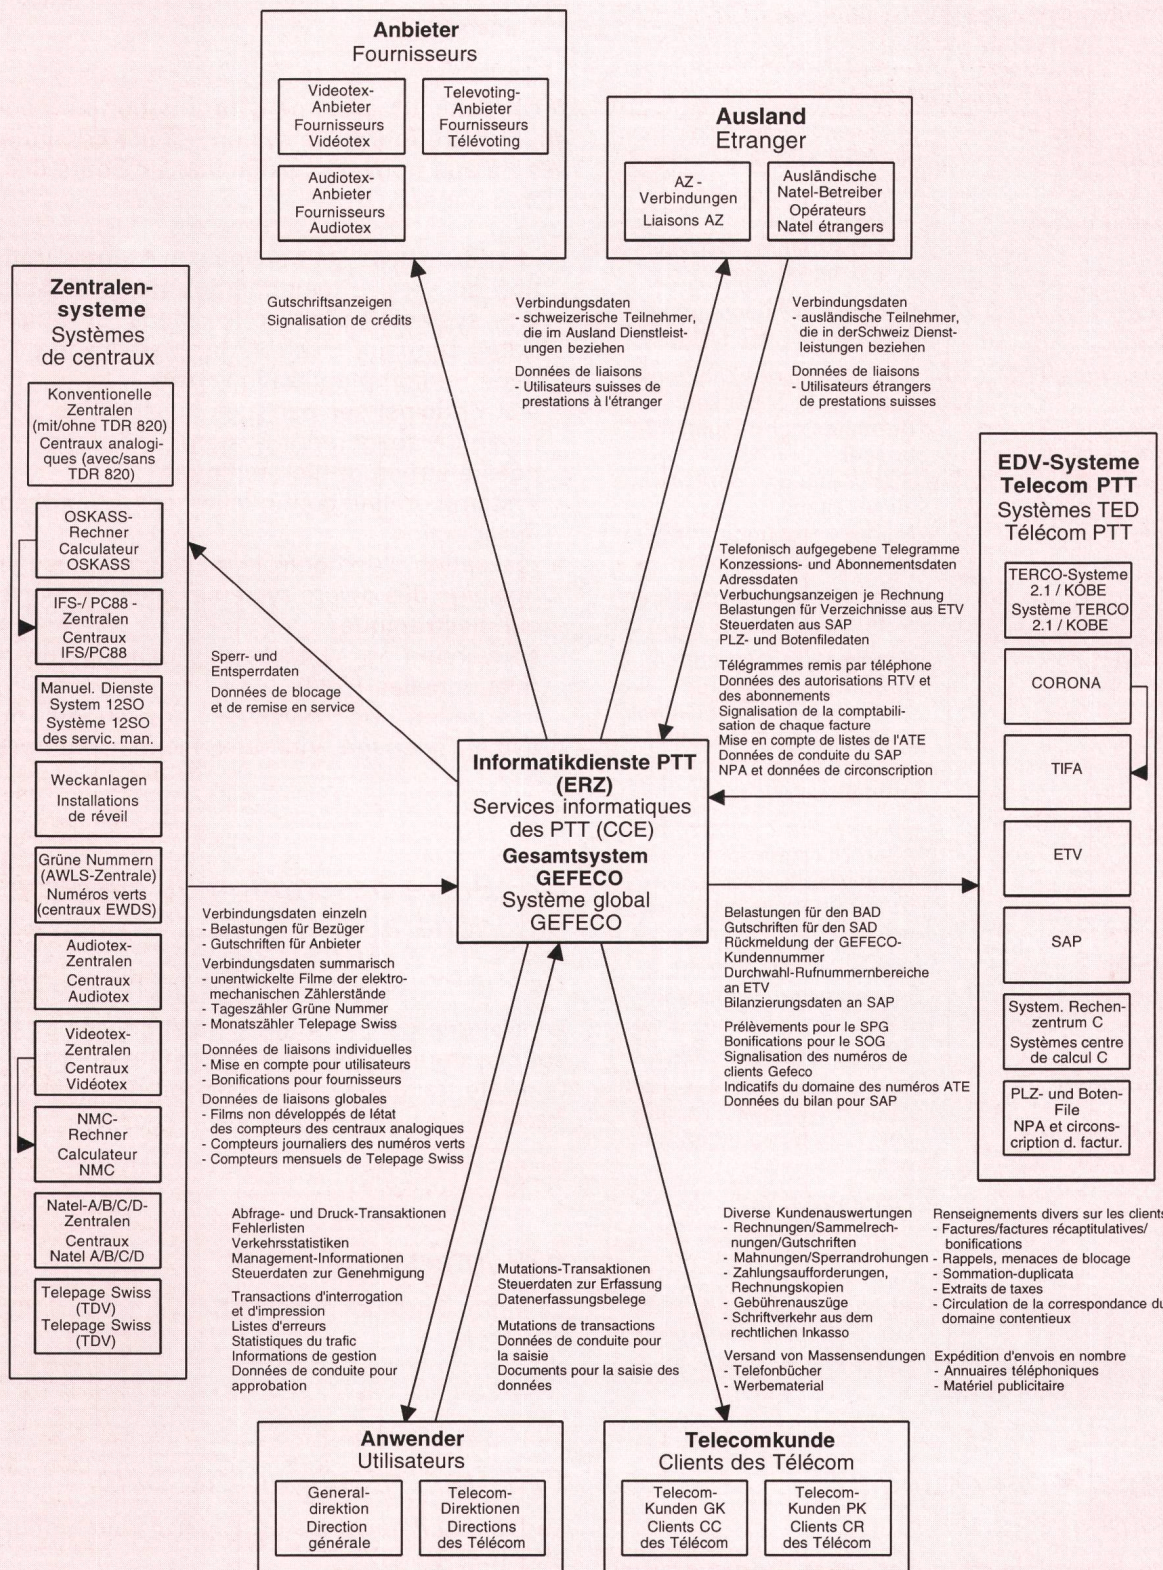 Anbieter
Fournisseurs
Videotex-
Anbieter
Fournisseurs
Vidéotex
Televoting-
Anbieter
Fournisseurs
Télévoting
Audiotex-
Anbieter
Fournisseurs
Audiotex
Ausland
Etranger
AZ -
Verbindungen
Liaisons AZ
Ausländische
Natel-Betreiber
Opérateurs
Natel étrangers
Zentralen-
systeme
Systèmes
de centraux
Konventionelle
Zentralen
(mit/ohne TDR 820)
Centraux analogi-
ques (avec/sans
TDR 820)
OSKASS-
Rechner
Calculateur
OSKASS
IFS-/ PC88 -
Zentralen
Centraux
IFS/PC88
Manuel. Dienste
System 12SO
Système 12SO
des servic. man.
Weckanlagen
Installations
de réveil
Grüne Nummern
(AWLS-Zentrale)
Numéros verts
(centraux EWDS)
Audiotex-
Zentralen
Centraux
Audiotex
Videotex-
Zentralen
Centraux
Vidéotex
NMC-
Rechner
Calculateur
NMC
Natel-A/B/C/D-
Zentralen
Centraux
Natel A/B/C/D
Telepage Swiss
(TDV)
Telepage Swiss
(TDV)
Gutschriftsanzeigen
Signalisation de crédits
Verbindungsdaten
- schweizerische Teilnehmer,
die im Ausland Dienstleist-
ungen beziehen
Données de liaisons
- Utilisateurs suisses de
prestations à l'étranger
Verbindungsdaten
- ausländische Teilnehmer,
die in derSchweiz Dienst-
leistungen beziehen
Données de liaisons
- Utilisateurs étrangers
de prestations suisses
EDV-Systeme
Telecom PTT
Systèmes TED
Télécom PTT
TERCO-Systeme
2.1 / KOBE
Système TERCO
2.1 / KOBE
CORONA
TIFA
ETV
SAP
System. Rechen-
zentrum C
Systèmes centre
de calcul C
PLZ- und Boten-
File
NPA et circons-
cription d. factur.
Telefonisch aufgegebene Telegramme
Konzessions- und Abonnementsdaten
Adressdaten
Verbuchungsanzeigen je Rechnung
Belastungen für Verzeichnisse aus ETV
Steuerdaten aus SAP
PLZ- und Botenfiledaten
Télégrammes remis par téléphone
Données des autorisations RTV et
des abonnements
Signalisation de la comptabili-
sation de chaque facture
Mise en compte de listes de l'ATE
Données de conduite du SAP
NPA et données de circonscription
Sperr- und
Entsperrdaten
Données de blocage
et de remise en service
Informatikdienste PTT
(ERZ)
Services informatiques
des PTT (CCE)
Gesamtsystem
GEFECO
Système global
GEFECO
Verbindungsdaten einzeln
- Belastungen für Bezüger
- Gutschriften für Anbieter
Verbindungsdaten summarisch
- unentwickelte Filme der elektro-
mechanischen Zählerstände
- Tageszähler Grüne Nummer
- Monatszähler Telepage Swiss
Données de liaisons individuelles
- Mise en compte pour utilisateurs
- Bonifications pour fournisseurs
Données de liaisons globales
- Films non développés de létat
des compteurs des centraux analogiques
- Compteurs journaliers des numéros verts
- Compteurs mensuels de Telepage Swiss
Belastungen für den BAD
Gutschriften für den SAD
Rückmeldung der GEFECO-
Kundennummer
Durchwahl-Rufnummernbereiche
an ETV
Bilanzierungsdaten an SAP
Prélèvements pour le SPG
Bonifications pour le SOG
Signalisation des numéros de
clients Gefeco
Indicatifs du domaine des numéros ATE
Données du bilan pour SAP
Abfrage- und Druck-Transaktionen
Fehlerlisten
Verkehrsstatistiken
Management-Informationen
Steuerdaten zur Genehmigung
Transactions d'interrogation
et d'impression
Listes d'erreurs
Statistiques du trafic
Informations de gestion
Données de conduite pour
approbation
Mutations-Transaktionen
Steuerdaten zur Erfassung
Datenerfassungsbelege
Mutations de transactions
Données de conduite pour
la saisie
Documents pour la saisie des
données
Diverse Kundenauswertungen
- Rechnungen/Sammelrech-
nungen/Gutschriften
- Mahnungen/Sperrandrohungen
- Zahlungsaufforderungen,
Rechnungskopien
- Gebührenauszüge
- Schriftverkehr aus dem
rechtlichen Inkasso
Versand von Massensendungen
- Telefonbücher
- Werbematerial
Renseignements divers sur les clients
- Factures/factures récaptitulatives/
bonifications
- Rappels, menaces de blocage
- Sommation-duplicata
- Extraits de taxes
- Circulation de la correspondance du
domaine contentieux
Expédition d'envois en nombre
- Annuaires téléphoniques
- Matériel publicitaire
Anwender
Utilisateurs
General-
direktion
Direction
générale
Telecom-
Direktionen
Directions
des Télécom
Telecomkunde
Clients des Télécom
Telecom-
Kunden GK
Clients CC
des Télécom
Telecom-
Kunden PK
Clients CR
des Télécom